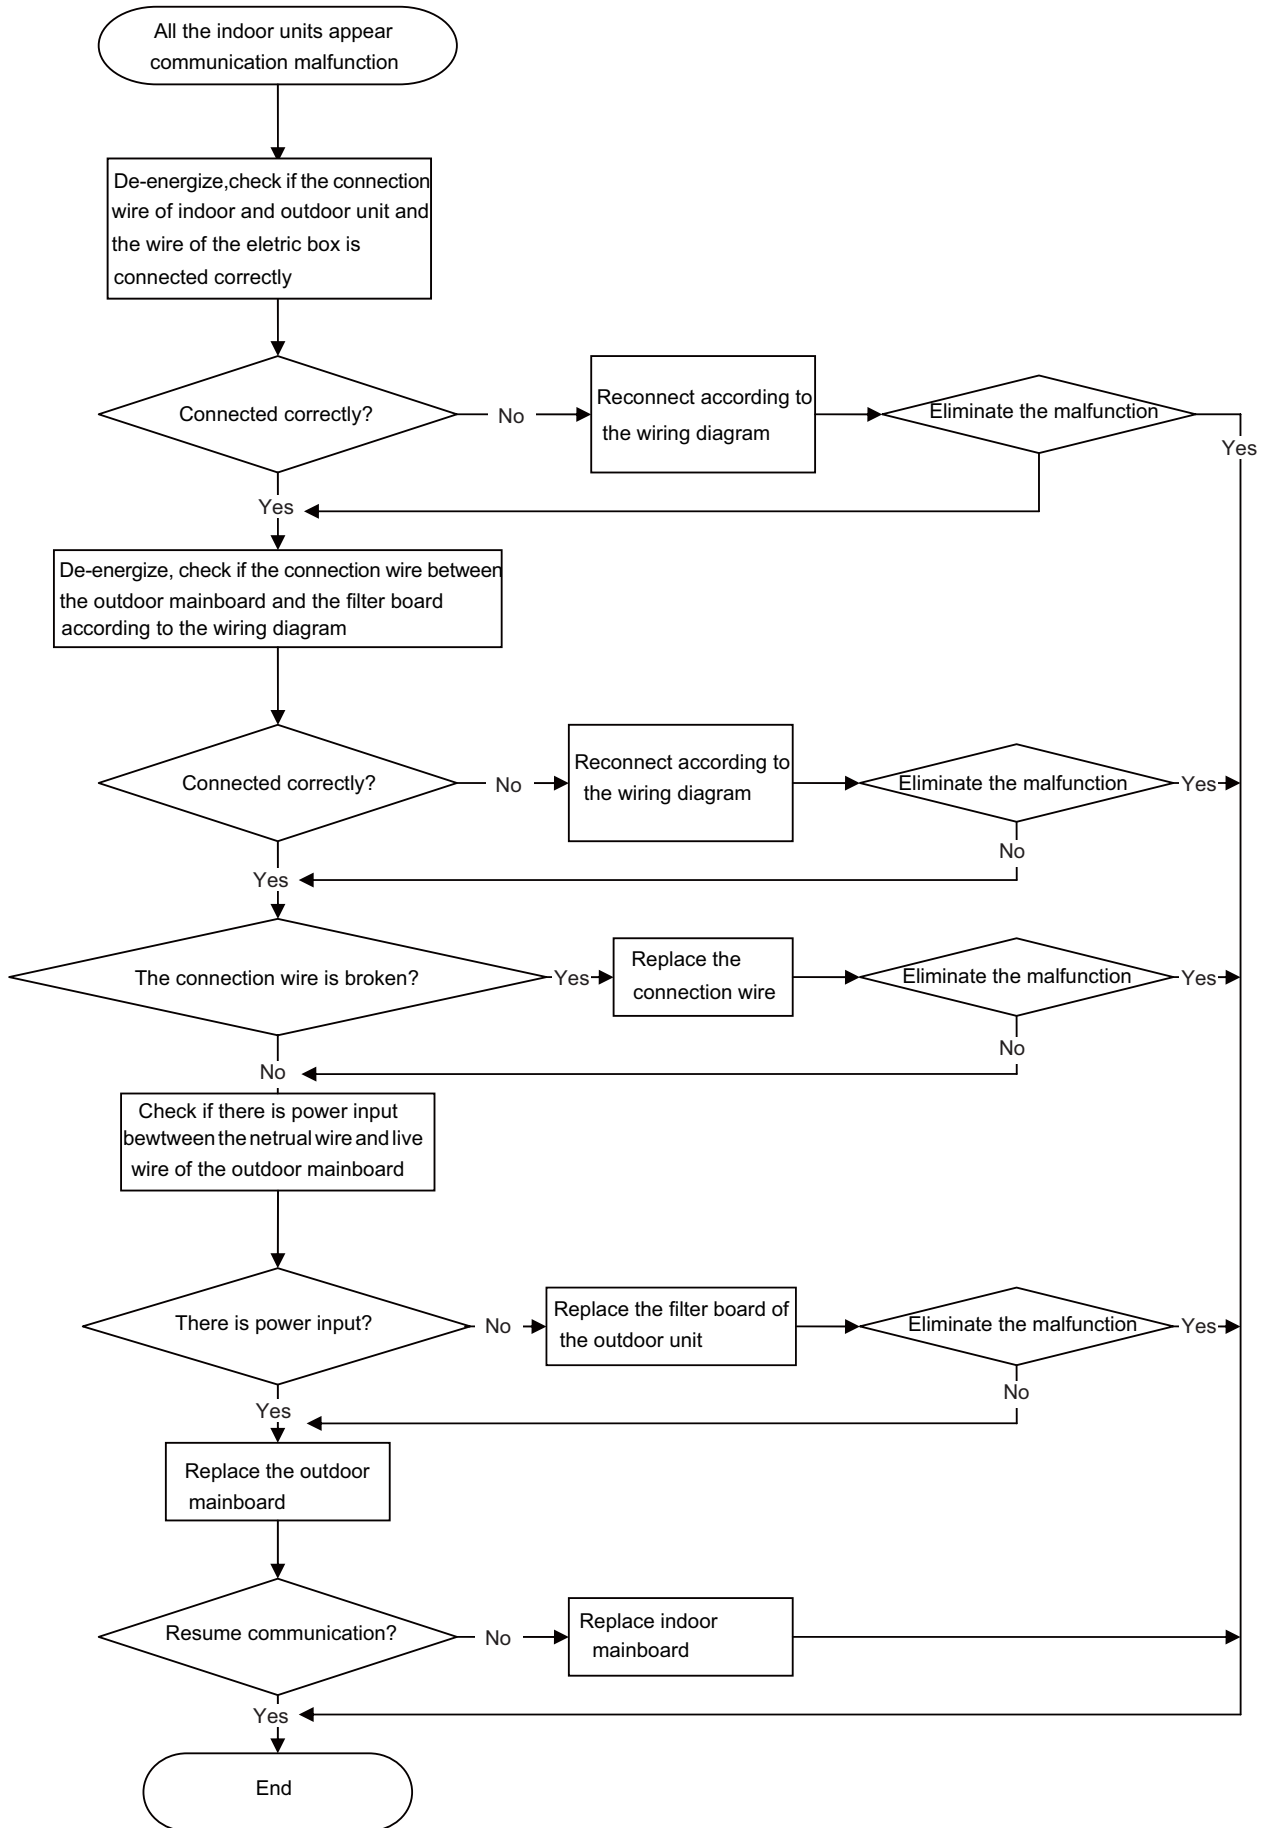 All the indoor units appear
communication malfunction
De-energize,check if the connection
wire of indoor and outdoor unit and
the wire of the eletric box is
connected correctly
Connected correctly?
No
Reconnect according to
the wiring diagram
Eliminate the malfunction
Yes
Yes
De-energize, check if the connection wire between
the outdoor mainboard and the filter board
according to the wiring diagram
Connected correctly?
No
Reconnect according to
the wiring diagram
Eliminate the malfunction
Yes
No
Yes
The connection wire is broken?
Yes
Replace the
connection wire
Eliminate the malfunction
Yes
No
No
Check if there is power input
bewtween the netrual wire and live
wire of the outdoor mainboard
There is power input?
No
Replace the filter board of
the outdoor unit
Eliminate the malfunction
Yes
No
Yes
Replace the outdoor
mainboard
Resume communication?
No
Replace indoor
mainboard
Yes
End